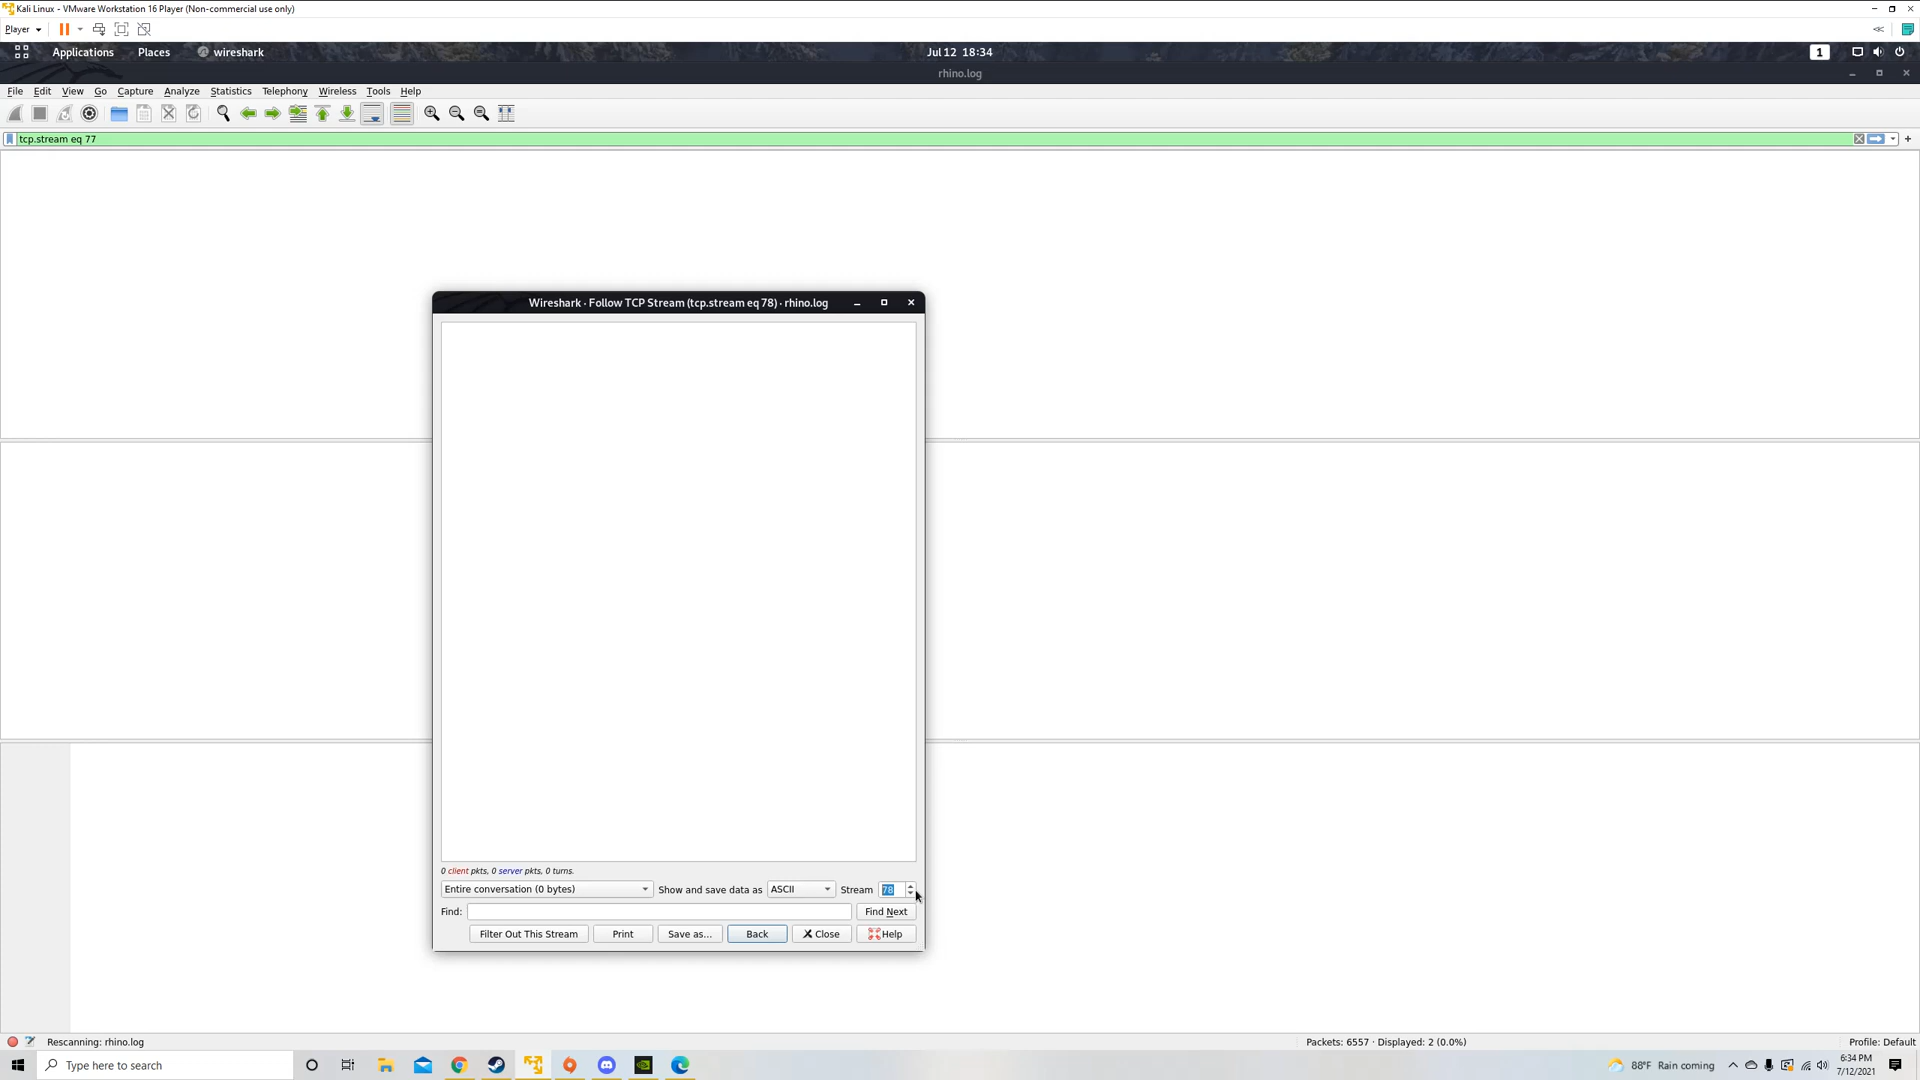 Kali Linux - VMware Workstation 16 Player (Non-commercial use only)
Player
Applications Places wireshark Jul 12 18:34 1
rhino.log
File Edit View Go Capture Analyze Statistics Telephony Wireless Tools Help
tcp.stream eq 77
Wireshark · Follow TCP Stream (tcp.stream eq 78) · rhino.log
0 client pkts, 0 server pkts, 0 turns.
Entire conversation (0 bytes) Show and save data as ASCII Stream 78
Find: Find Next
Filter Out This Stream Print Save as... Back Close Help
Rescanning: rhino.log Packets: 6557 · Displayed: 2 (0.0%) Profile: Default
Type here to search 88°F Rain coming 6:34 PM
7/12/2021